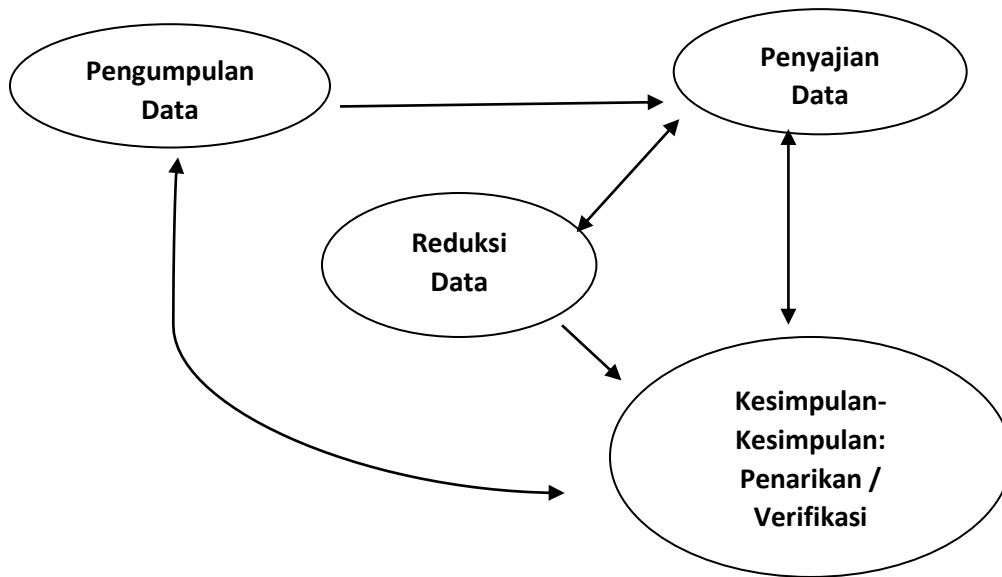 Pengumpulan
Data
Penyajian
Data
Reduksi
Data
Kesimpulan-
Kesimpulan:
Penarikan /
Verifikasi